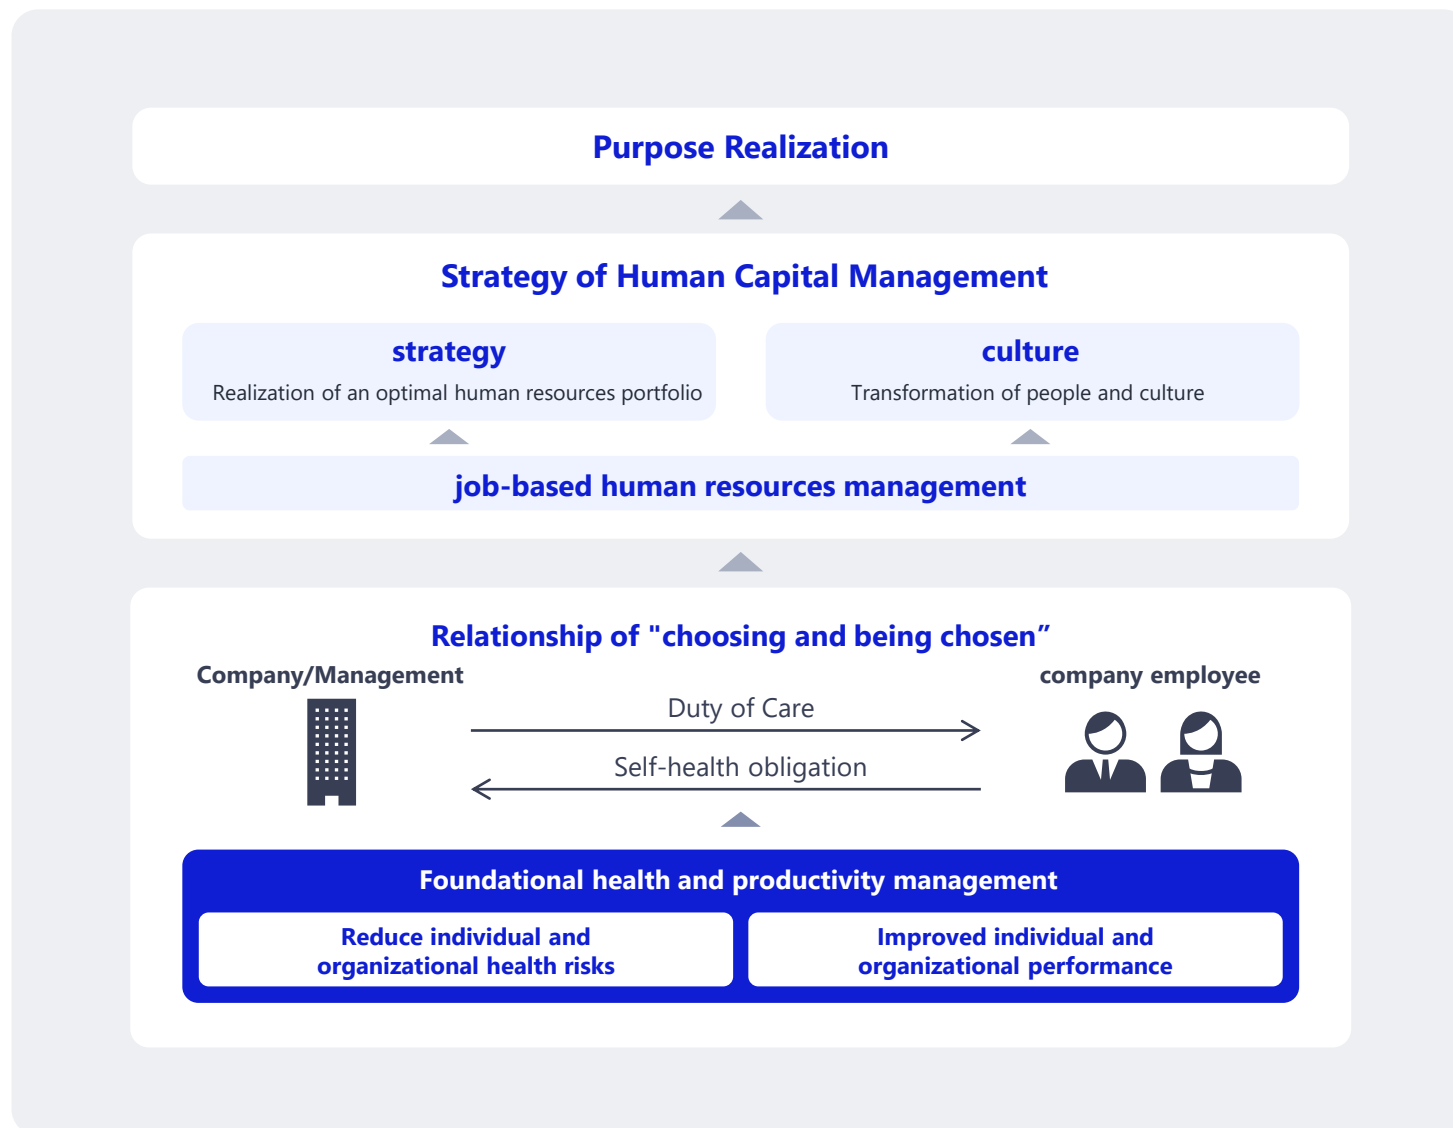 Purpose Realization
Strategy of Human Capital Management
strategy
Realization of an optimal human resources portfolio
culture
Transformation of people and culture
job-based human resources management
Relationship of "choosing and being chosen”
Company/Management
company employee
Duty of Care
Self-health obligation
Foundational health and productivity management
Reduce individual and
organizational health risks
Improved individual and
organizational performance